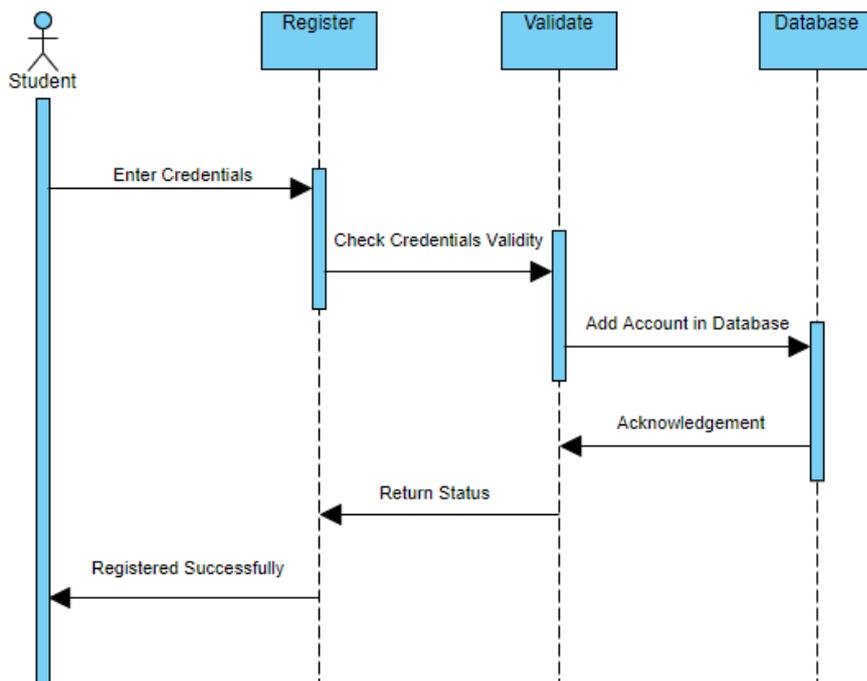 Register
Validate
Database
Student
Enter Credentials
Check Credentials Validity
Add Account in Database
Acknowledgement
Return Status
Registered Successfully